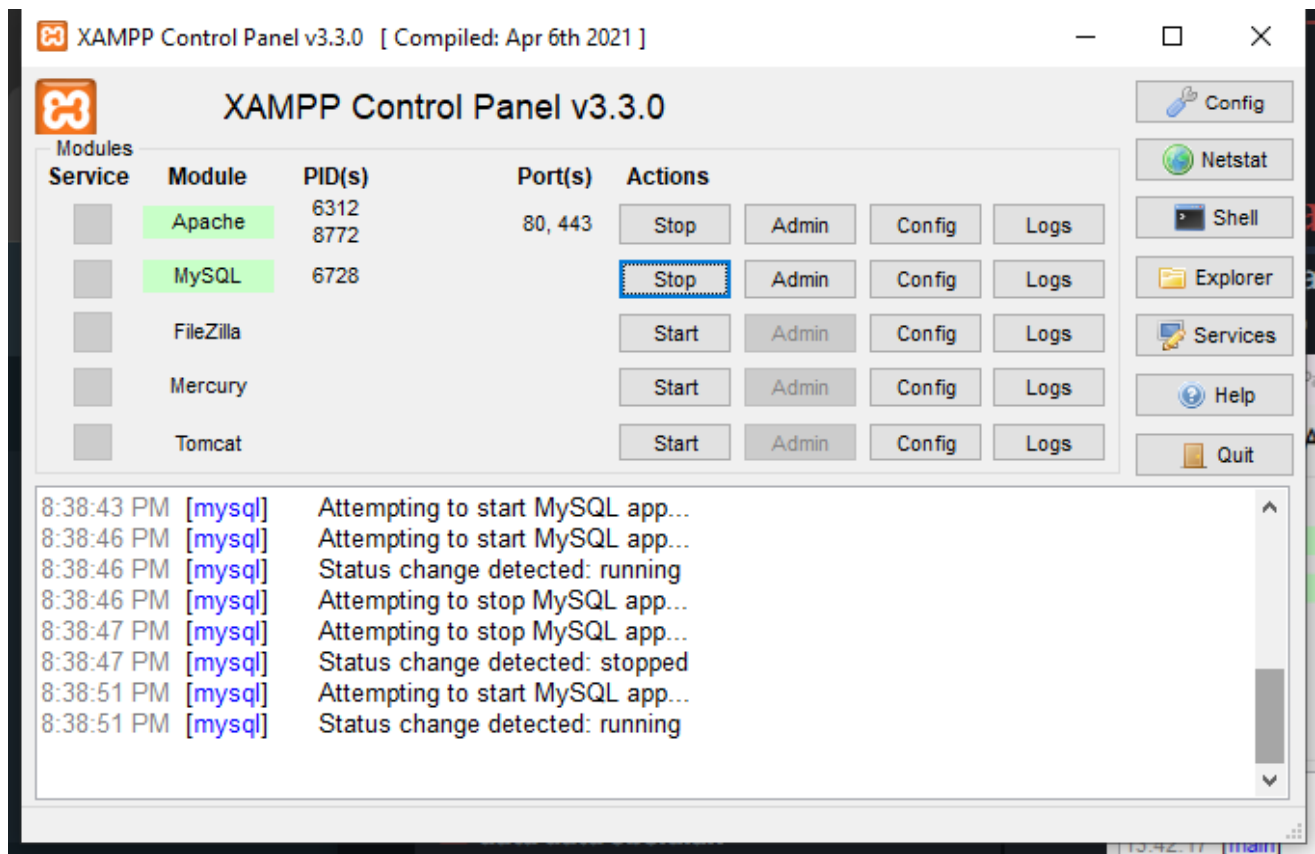 XAMPP Control Panel v3.3.0 [ Compiled: Apr 6th 2021 ]
XAMPP Control Panel v3.3.0
Config
Modules
Service Module PID(s) Port(s) Actions
Netstat
Apache 6312 8772 80, 443 Stop Admin Config Logs
Shell
MySQL 6728 Stop Admin Config Logs
Explorer
FileZilla Start Admin Config Logs
Services
Mercury Start Admin Config Logs
Help
Tomcat Start Admin Config Logs
Quit
8:38:43 PM [mysql] Attempting to start MySQL app...
8:38:46 PM [mysql] Attempting to start MySQL app...
8:38:46 PM [mysql] Status change detected: running
8:38:46 PM [mysql] Attempting to stop MySQL app...
8:38:47 PM [mysql] Attempting to stop MySQL app...
8:38:47 PM [mysql] Status change detected: stopped
8:38:51 PM [mysql] Attempting to start MySQL app...
8:38:51 PM [mysql] Status change detected: running